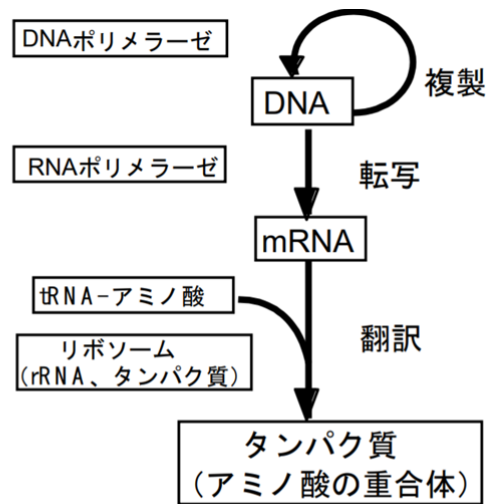 DNAポリメラーゼ
DNA
複製
RNAポリメラーゼ
転写
mRNA
tRNA-アミノ酸
翻訳
リボソーム
(rRNA、タンパク質)
タンパク質
(アミノ酸の重合体)